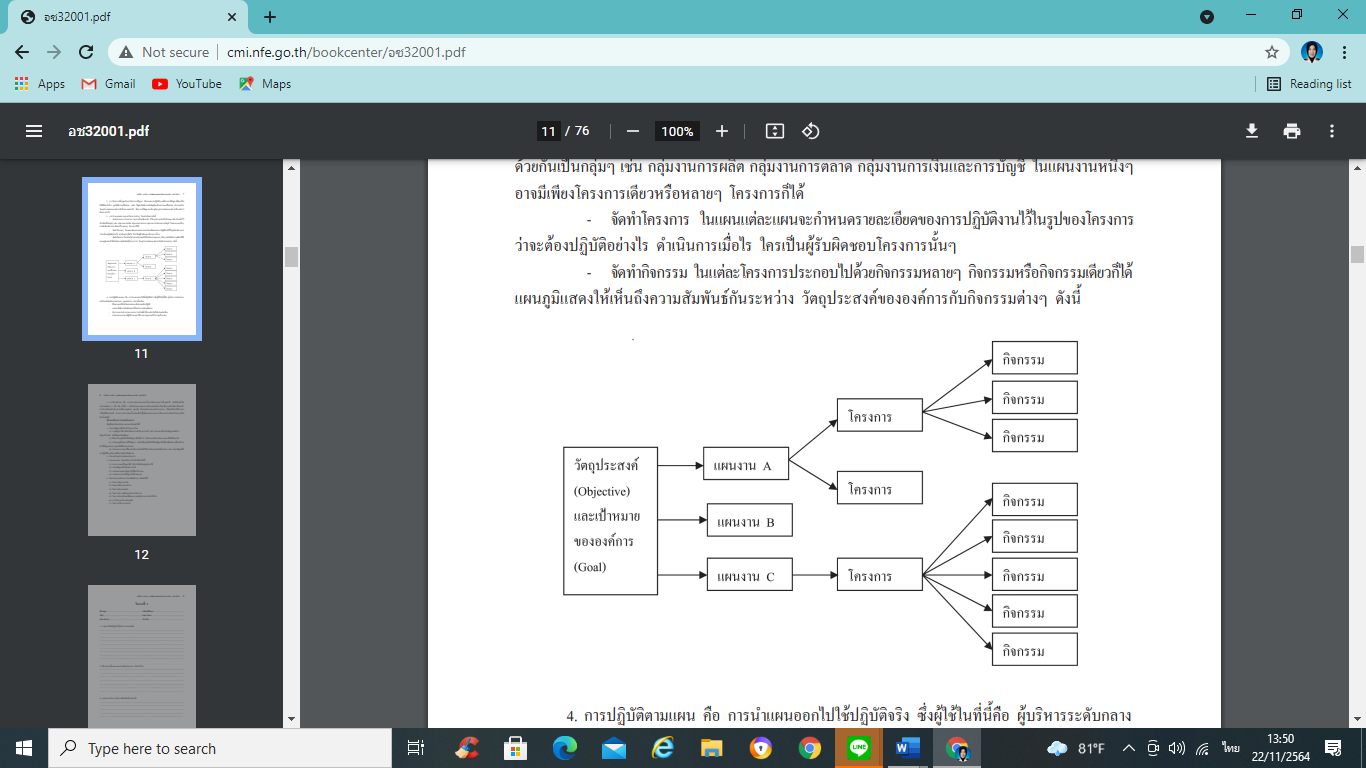 อช32001.pdf
Not secure
cmi.nfe.go.th/bookcenter/อช32001.pdf
Apps
Gmail
YouTube
Maps
Reading list
อช32001.pdf
11 / 76
100%
11
12
ด้วยกันเป็นกลุ่มๆ เช่น กลุ่มงานการผลิต กลุ่มงานการตลาด กลุ่มงานการเงินและการบัญชี ในแผนงานหนึ่งๆ
อาจมีเพียงโครงการเดียวหรือหลายๆ โครงการก็ได้
- จัดทำโครงการ ในแผนแต่ละแผนจะกำหนดรายละเอียดของการปฏิบัติงานไว้ในรูปของโครงการ
ว่าจะต้องปฏิบัติอย่างไร ดำเนินการเมื่อไร ใครเป็นผู้รับผิดชอบโครงการนั้นๆ
- จัดทำกิจกรรม ในแต่ละโครงการประกอบไปด้วยกิจกรรมหลายๆ กิจกรรมหรือกิจกรรมเดียวก็ได้
แผนภูมิแสดงให้เห็นถึงความสัมพันธ์กันระหว่าง วัตถุประสงค์ขององค์การกับกิจกรรมต่างๆ ดังนี้
วัตถุประสงค์
(Objective)
และเป้าหมาย
ขององค์การ
(Goal)
แผนงาน A
แผนงาน B
แผนงาน C
โครงการ
โครงการ
โครงการ
กิจกรรม
กิจกรรม
กิจกรรม
กิจกรรม
กิจกรรม
กิจกรรม
กิจกรรม
กิจกรรม
4. การปฏิบัติตามแผน คือ การนำแผนออกไปใช้ปฏิบัติจริง ซึ่งผู้ใช้ในที่นี้คือ ผู้บริหารระดับกลาง
Type here to search
LINE
81°F
ไทย
13:50
22/11/2564